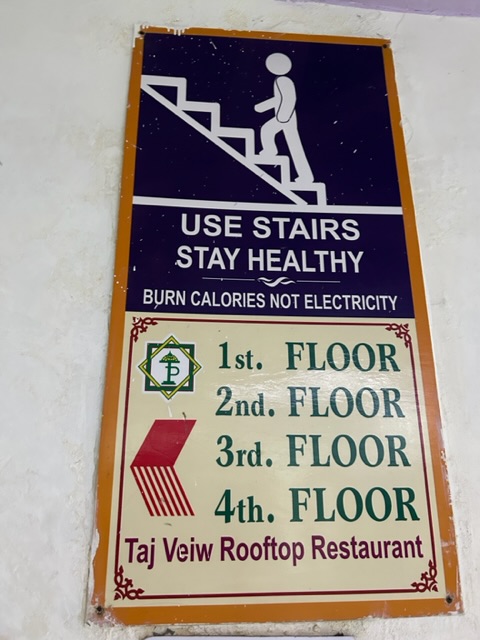 USE STAIRS
STAY HEALTHY
BURN CALORIES NOT ELECTRICITY
1st. FLOOR
2nd. FLOOR
3rd. FLOOR
4th. FLOOR
Taj Veiw Rooftop Restaurant